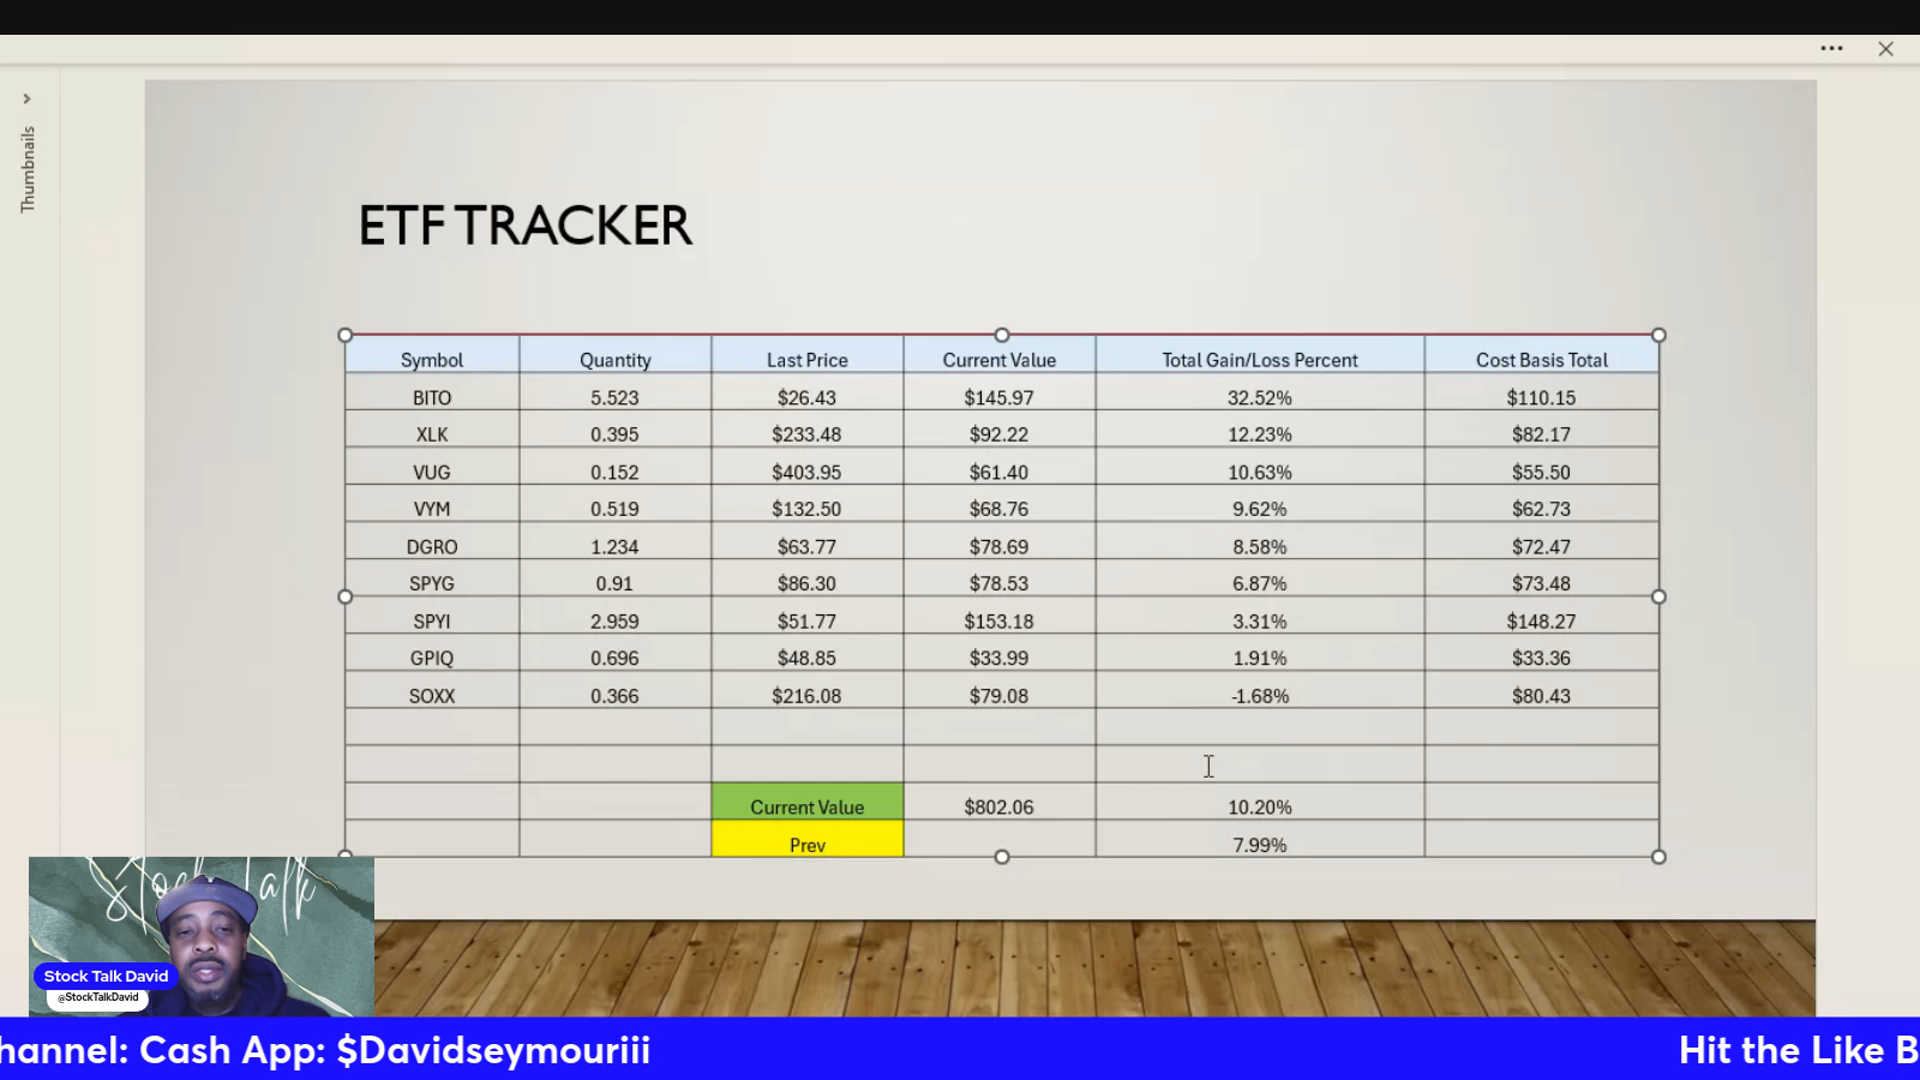 Thumbnails
ETF TRACKER
Symbol Quantity Last Price Current Value Total Gain/Loss Percent Cost Basis Total
BITO 5.523 $26.43 $145.97 32.52% $110.15
XLK 0.395 $233.48 $92.22 12.23% $82.17
VUG 0.152 $403.95 $61.40 10.63% $55.50
VYM 0.519 $132.50 $68.76 9.62% $62.73
DGRO 1.234 $63.77 $78.69 8.58% $72.47
SPYG 0.91 $86.30 $78.53 6.87% $73.48
SPYI 2.959 $51.77 $153.18 3.31% $148.27
GPIQ 0.696 $48.85 $33.99 1.91% $33.36
SOXX 0.366 $216.08 $79.08 -1.68% $80.43
Current Value $802.06 10.20%
Prev 7.99%
Stock Talk
Stock Talk David
@StockTalkDavid
hannel: Cash App: $Davidseymouriii Hit the Like B